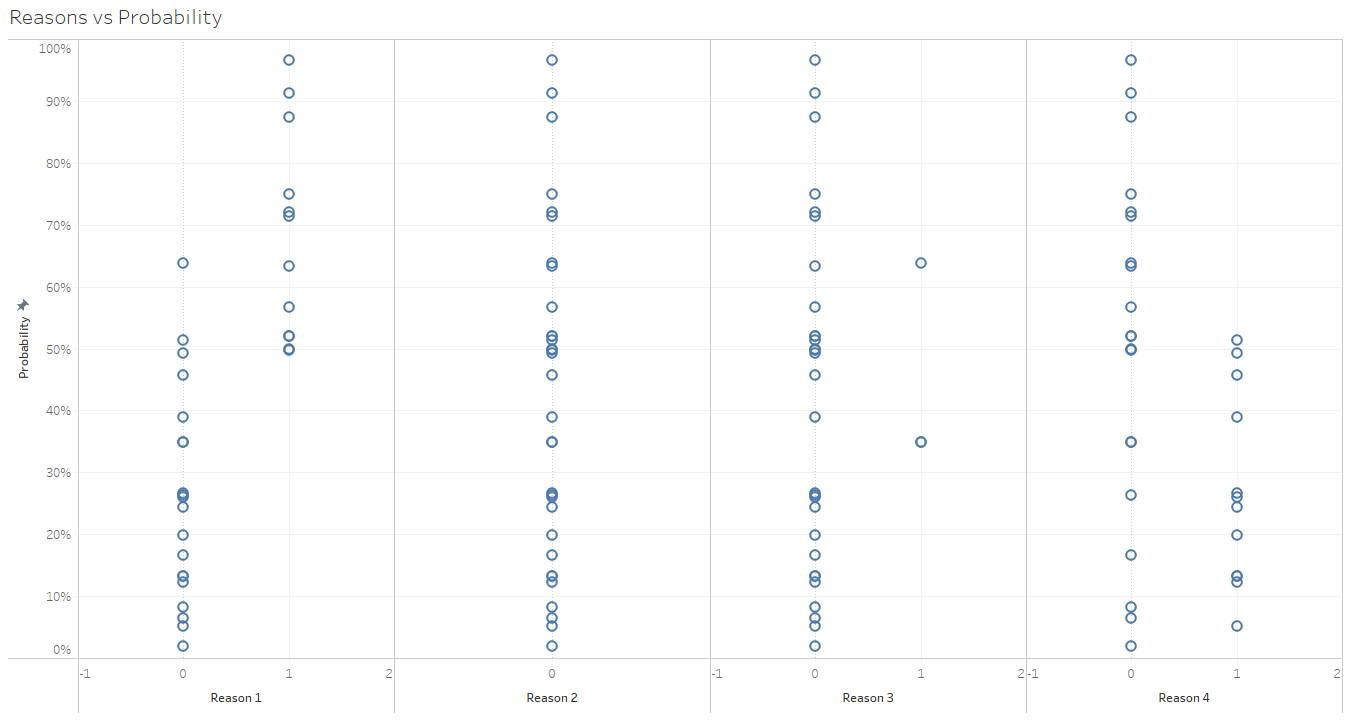 Reasons vs Probability
100%
90%
80%
70%
60%
50%
40%
30%
20%
10%
0%
Probability
-1 0 1 2 0 -1 0 1 2 -1 0 1 2
Reason 1 Reason 2 Reason 3 Reason 4